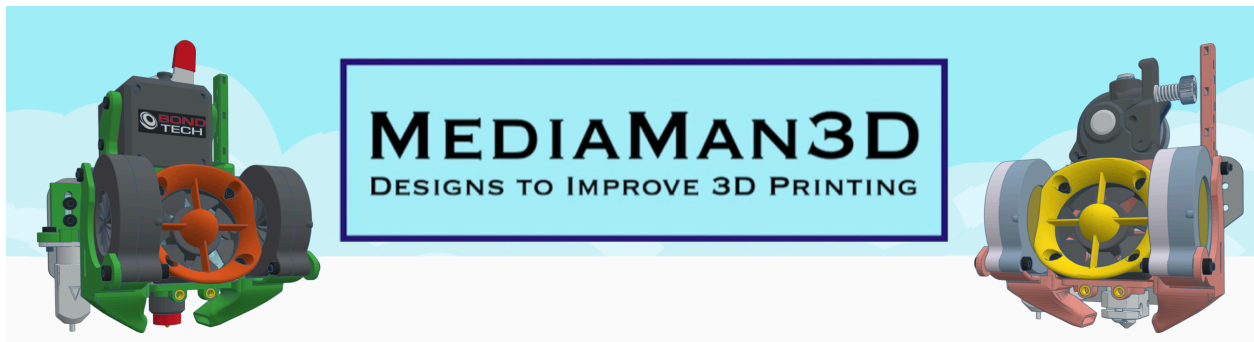 BOND
TECH
MEDIAMAN3D
DESIGNS TO IMPROVE 3D PRINTING